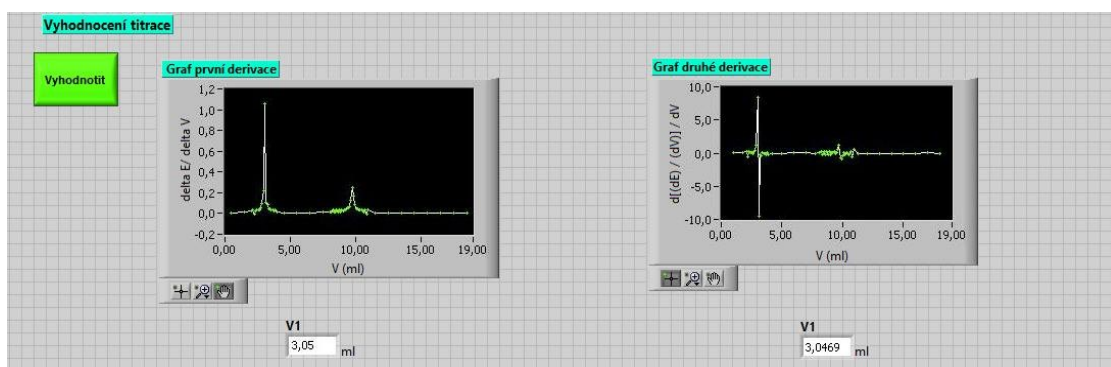 Vyhodnocení titrace
Vyhodnotit
Graf první derivace
delta E/ delta V
1,2
1,0
0,8
0,6
0,4
0,2
0,0
-0,2
0,00
5,00
10,00
15,00
19,00
V (ml)
V1
3,05
ml
Graf druhé derivace
d[(dE) / (dV)] / dV
10,0
5,0
0,0
-5,0
-10,0
0,00
5,00
10,00
15,00
19,00
V (ml)
V1
3,0469
ml